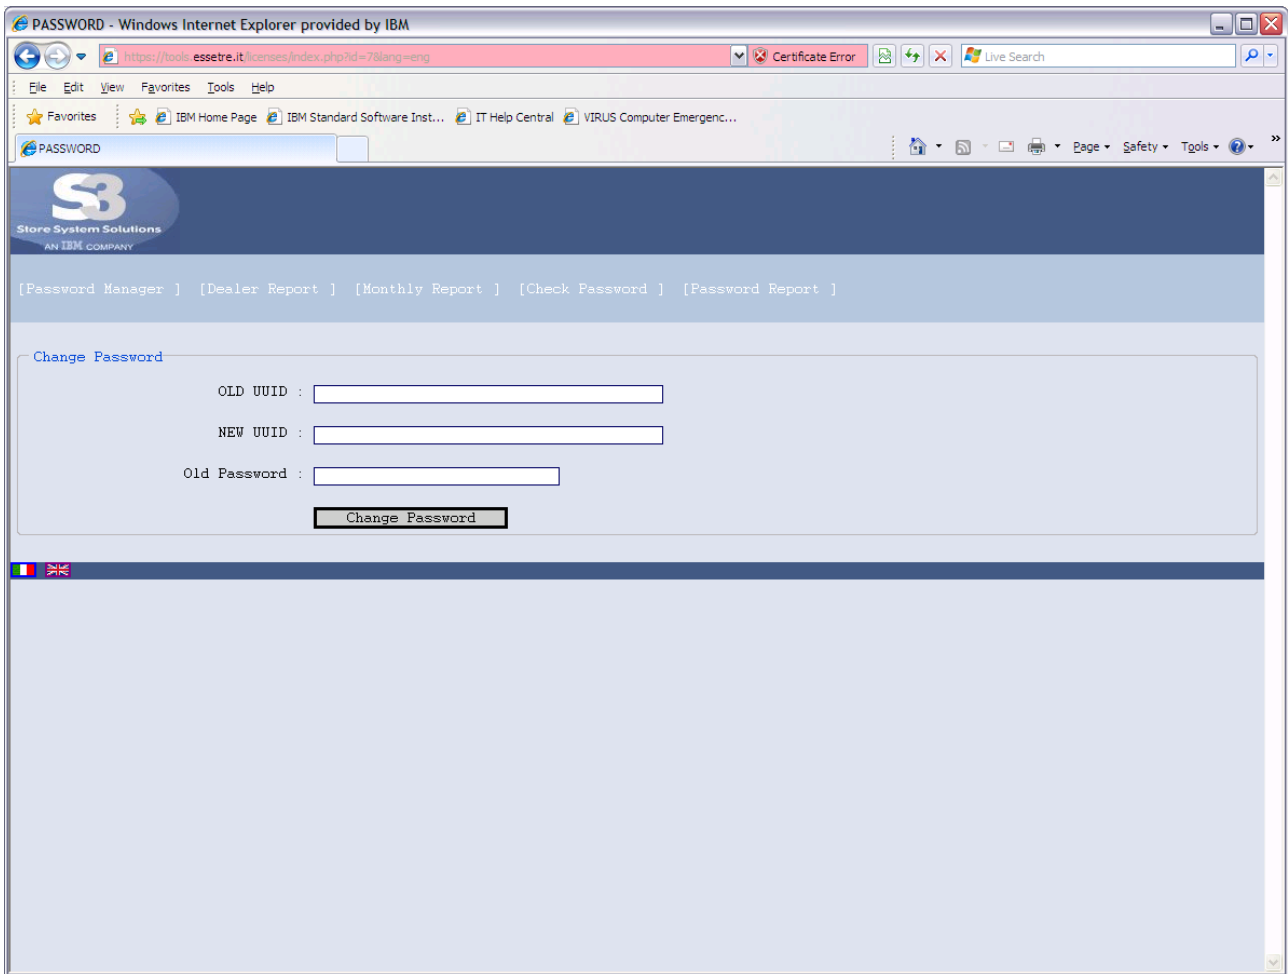 PASSWORD - Windows Internet Explorer provided by IBM
https://tools.essetre.it/licenses/index.php?id=7&lang=eng
Certificate Error
Live Search
File Edit View Favorites Tools Help
Favorites IBM Home Page IBM Standard Software Inst... IT Help Central VIRUS Computer Emergenc...
PASSWORD
Page Safety Tools »
S3
Store System Solutions
AN IBM COMPANY
[Password Manager ] [Dealer Report ] [Monthly Report ] [Check Password ] [Password Report ]
Change Password
OLD UUID :
NEW UUID :
Old Password :
Change Password